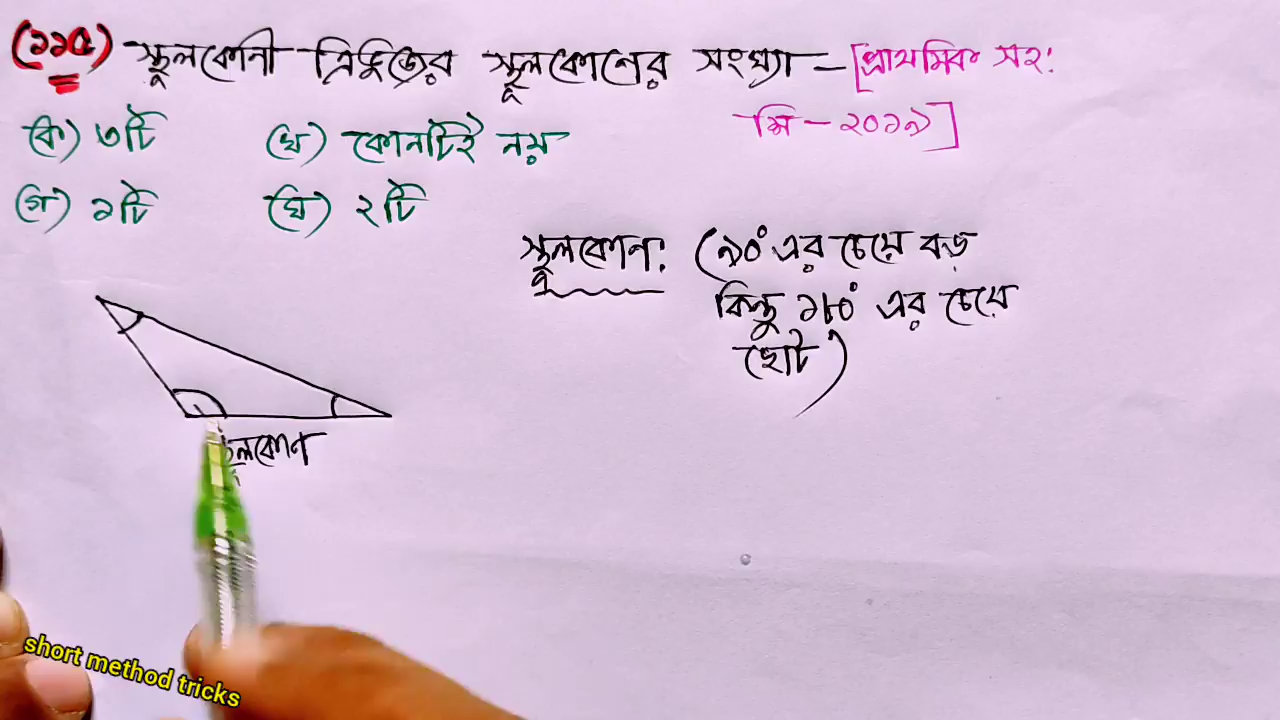 (১১৫) স্থূলকোনী ত্রিভুজের স্থূলকোণের সংখ্যা – [প্রাথমিক সহ:
শি – ২০১৯]
(ক) ৩টি (খ) কোনটিই নয়
(গ) ১টি (ঘ) ২টি
স্থূলকোণ: (৯০° এর চেয়ে বড়
কিন্তু ১৮০° এর চেয়ে
ছোট)
স্থূলকোণ
short method tricks